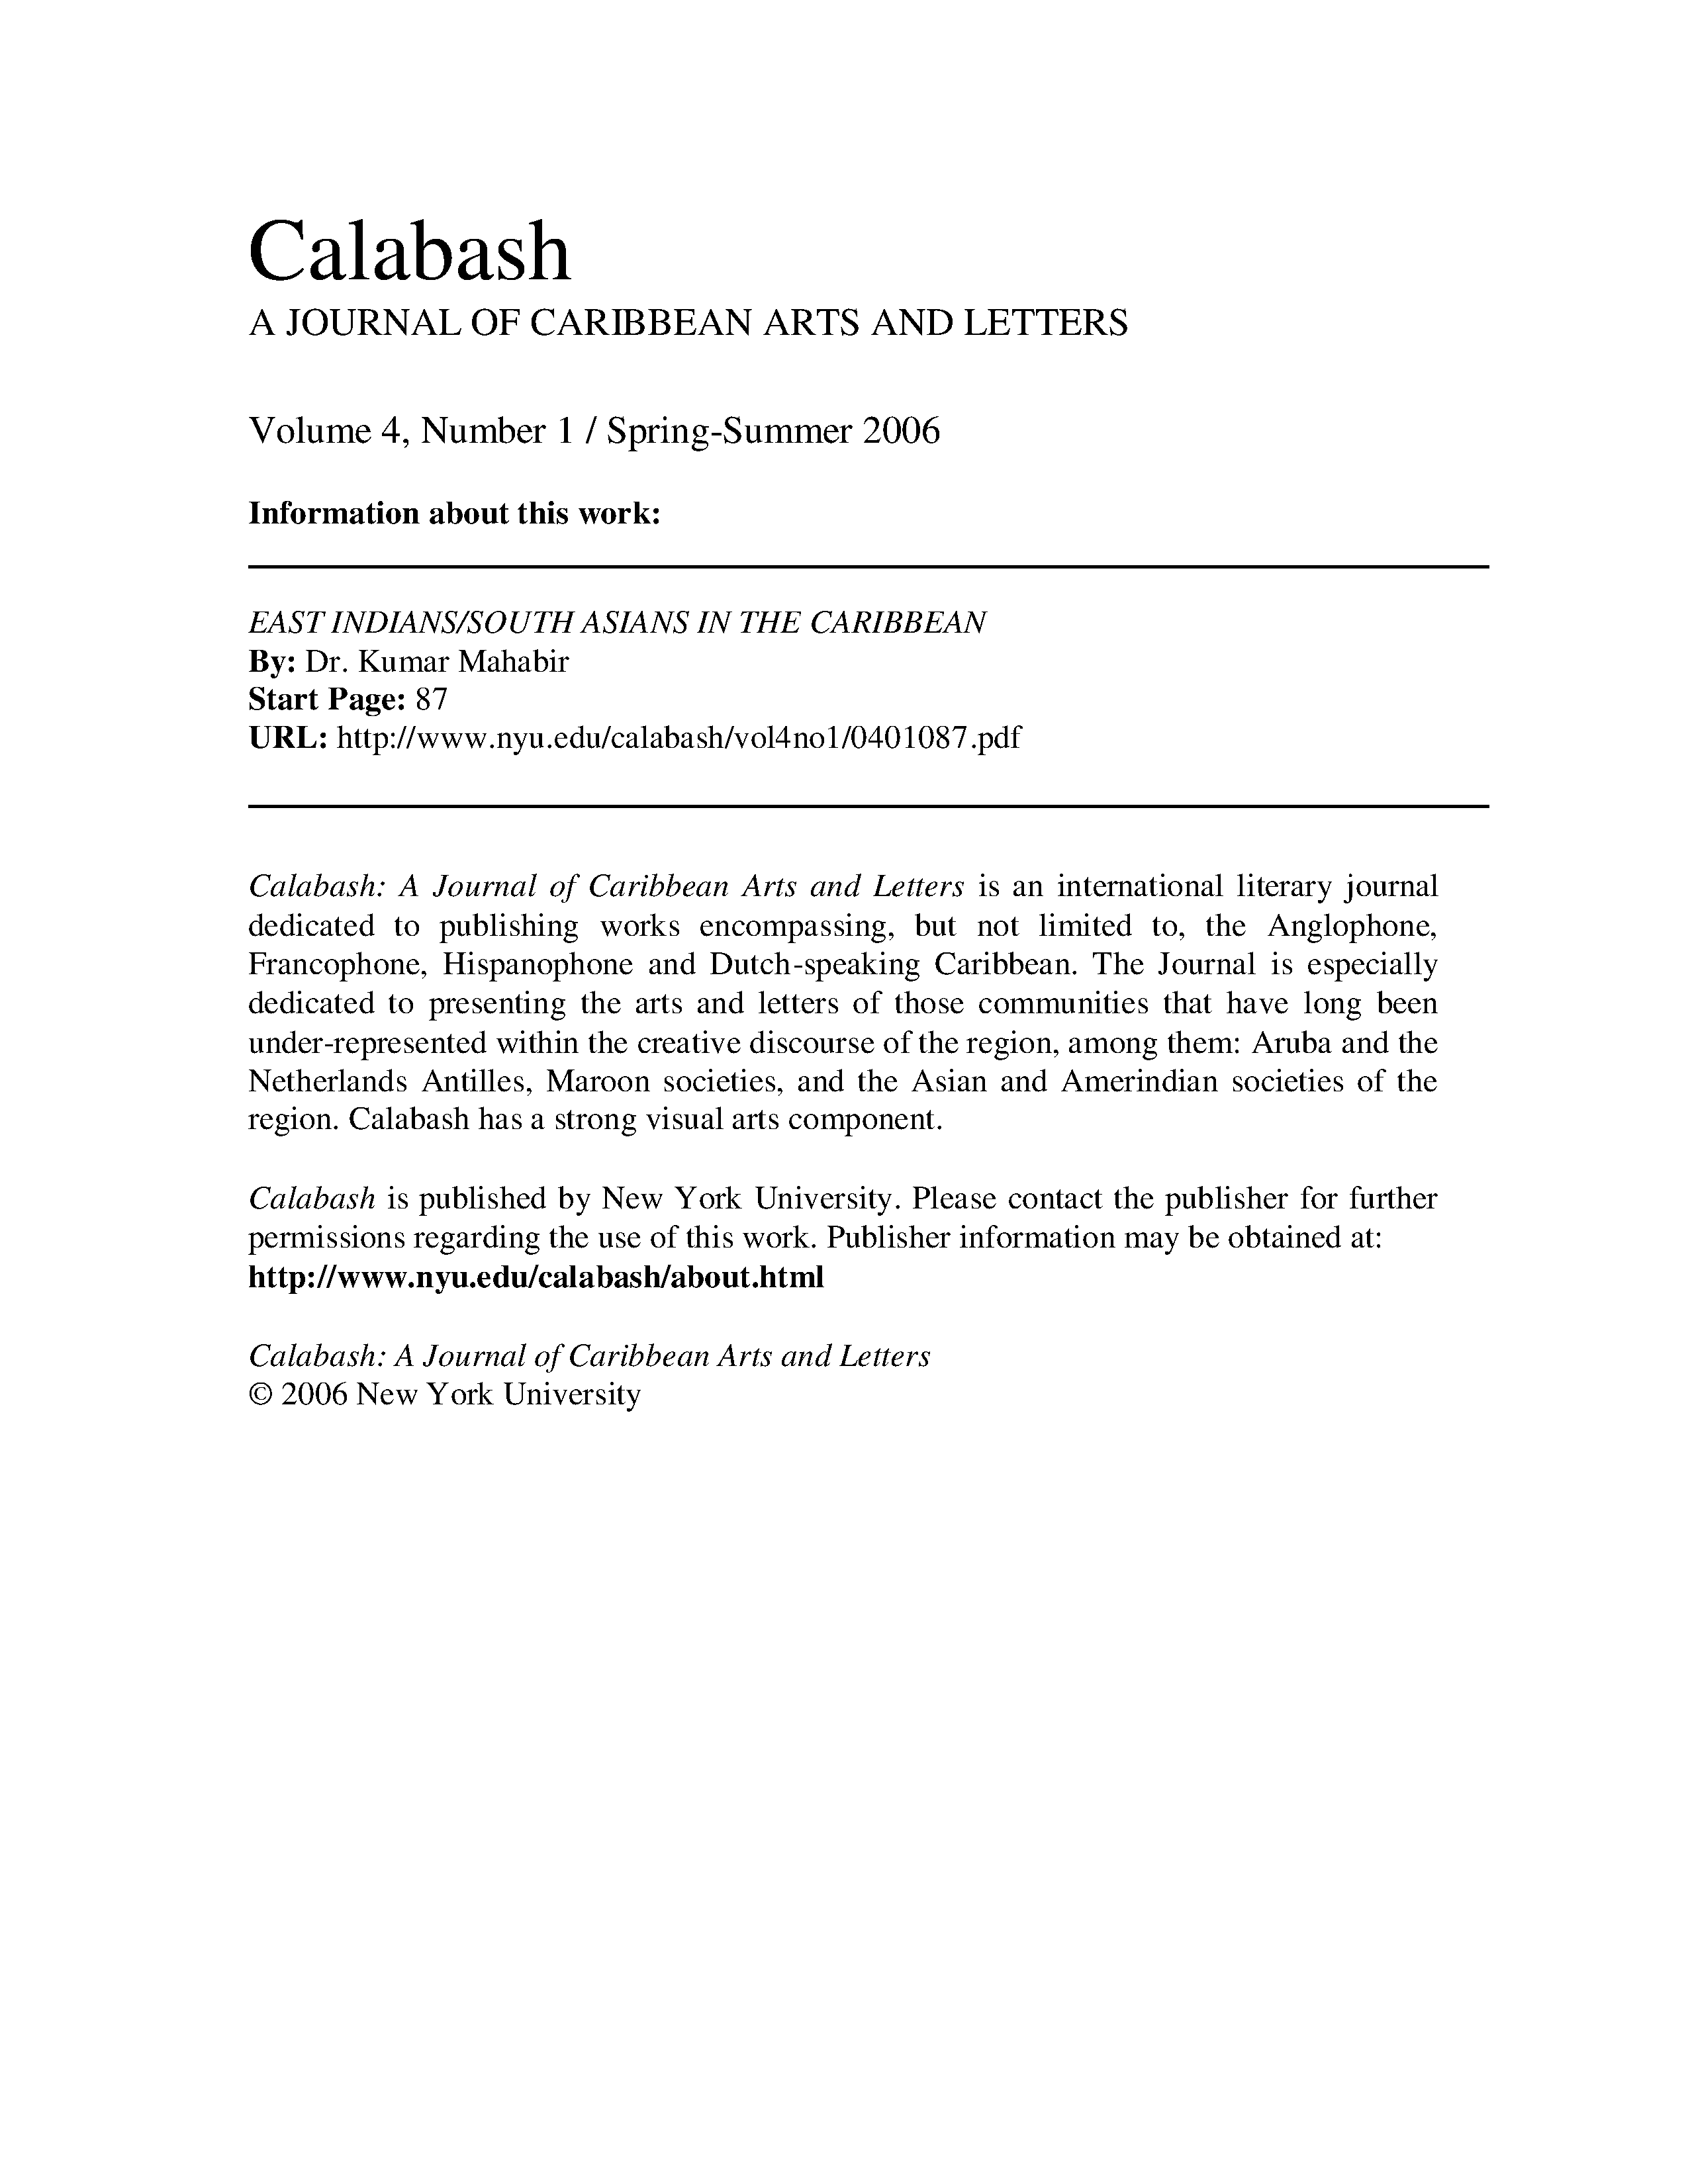 Calabash
A JOURNAL OF CARIBBEAN ARTS AND LETTERS
Volume 4, Number 1 / Spring-Summer 2006
Information about this work:
EAST INDIANS/SOUTH ASIANS IN THE CARIBBEAN
By: Dr. Kumar Mahabir
Start Page: 87
URL: http://www.nyu.edu/calabash/vol4no1/0401087.pdf
Calabash: A Journal of Caribbean Arts and Letters is an international literary journal
dedicated to publishing works encompassing, but not limited to, the Anglophone,
Francophone, Hispanophone and Dutch-speaking Caribbean. The Journal is especially
dedicated to presenting the arts and letters of those communities that have long been
under-represented within the creative discourse of the region, among them: Aruba and the
Netherlands Antilles, Maroon societies, and the Asian and Amerindian societies of the
region. Calabash has a strong visual arts component.
Calabash is published by New York University. Please contact the publisher for further
permissions regarding the use of this work. Publisher information may be obtained at:
http://www.nyu.edu/calabash/about.html
Calabash: A Journal of Caribbean Arts and Letters
© 2006 New York University